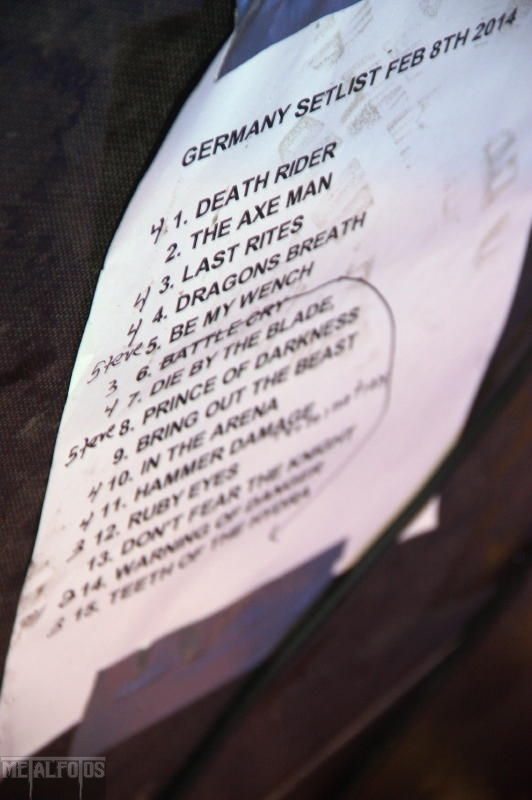 GERMANY SETLIST FEB 8TH 2014
4 1. DEATH RIDER
2. THE AXE MAN
4 3. LAST RITES
4 4. DRAGONS BREATH
Steve 5. BE MY WENCH
3 6. BATTLE CRY
4 7. DIE BY THE BLADE,
Steve 8. PRINCE OF DARKNESS
9. BRING OUT THE BEAST
4 10. IN THE ARENA
4 11. HAMMER DAMAGE
3 12. RUBY EYES
13. DON'T FEAR THE KNIGHT
3 14. WARNING OF DANGER
3 15. TEETH OF THE HYDRA
METALFOTOS